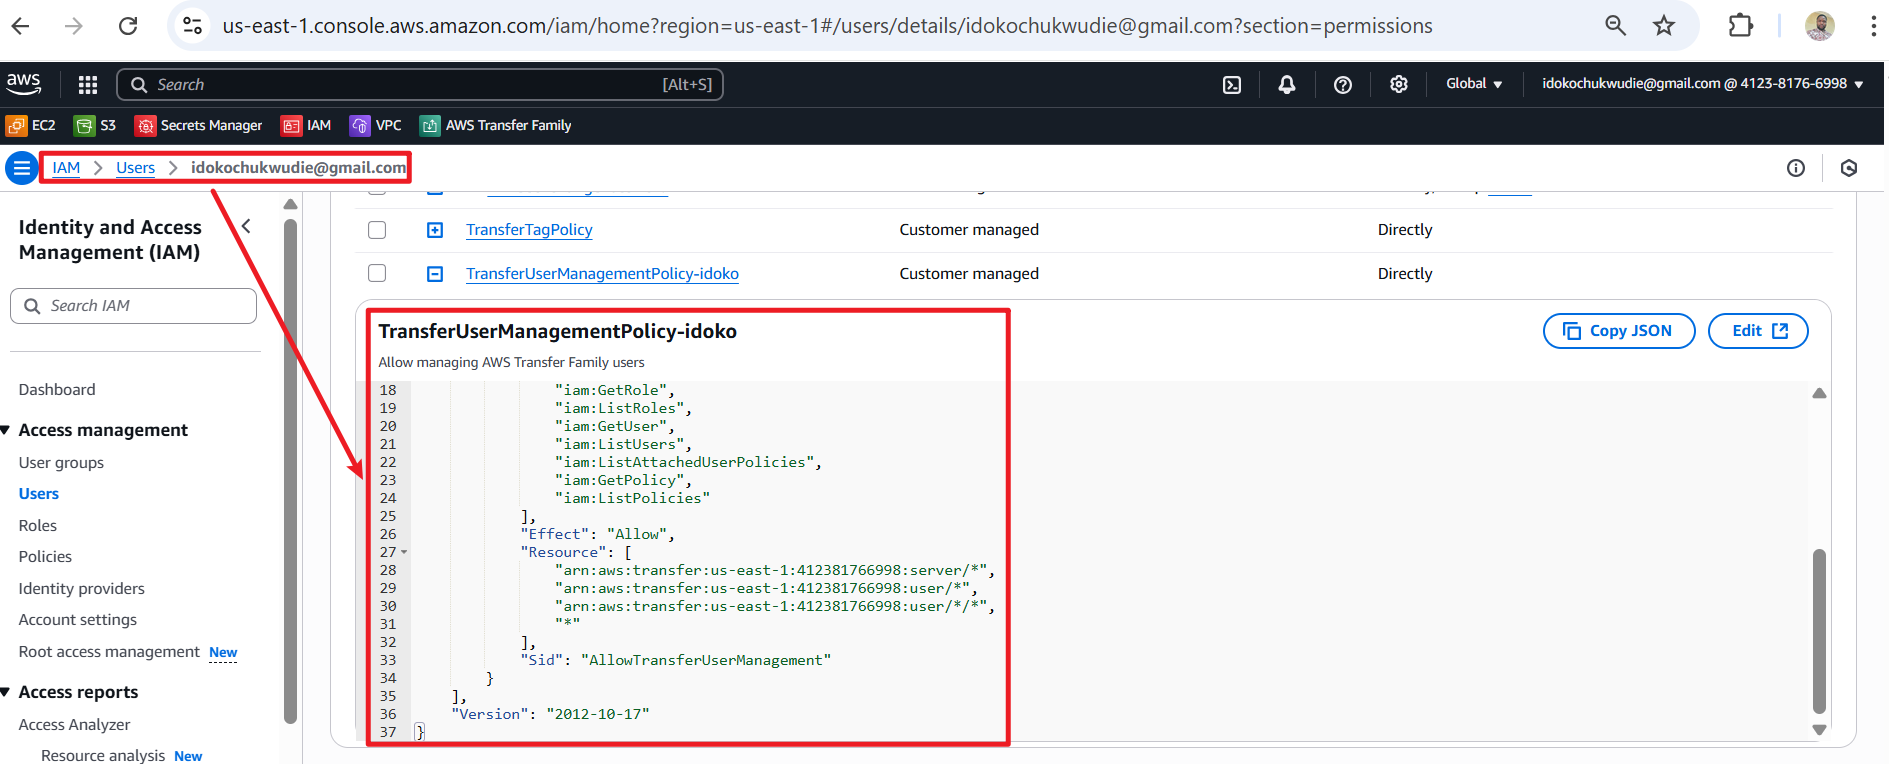 us-east-1.console.aws.amazon.com/iam/home?region=us-east-1#/users/details/idokochukwudie@gmail.com?section=permissions
aws
Search [Alt+S]
Global
idokochukwudie@gmail.com @ 4123-8176-6998
EC2 S3 Secrets Manager IAM VPC AWS Transfer Family
IAM > Users > idokochukwudie@gmail.com
Identity and Access
Management (IAM)
Search IAM
Dashboard
Access management
User groups
Users
Roles
Policies
Identity providers
Account settings
Root access management New
Access reports
Access Analyzer
Resource analysis New
TransferTagPolicy Customer managed Directly
TransferUserManagementPolicy-idoko Customer managed Directly
TransferUserManagementPolicy-idoko
Copy JSON
Edit
Allow managing AWS Transfer Family users
18 "iam:GetRole",
19 "iam:ListRoles",
20 "iam:GetUser",
21 "iam:ListUsers",
22 "iam:ListAttachedUserPolicies",
23 "iam:GetPolicy",
24 "iam:ListPolicies"
25 ],
26 "Effect": "Allow",
27 "Resource": [
28 "arn:aws:transfer:us-east-1:412381766998:server/*",
29 "arn:aws:transfer:us-east-1:412381766998:user/*",
30 "arn:aws:transfer:us-east-1:412381766998:user/*/*",
31 "*"
32 ],
33 "Sid": "AllowTransferUserManagement"
34 }
35 ],
36 "Version": "2012-10-17"
37 }